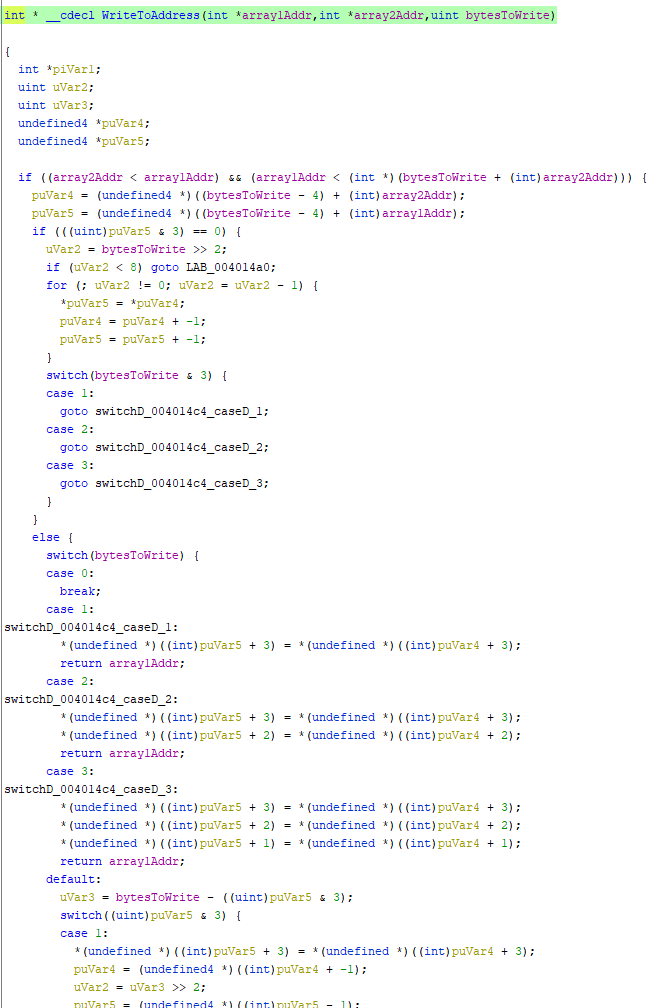 int * __cdecl WriteToAddress(int *array1Addr,int *array2Addr,uint bytesToWrite)
{
int *piVar1;
uint uVar2;
uint uVar3;
undefined4 *puVar4;
undefined4 *puVar5;
if ((array2Addr < array1Addr) && (array1Addr < (int *)(bytesToWrite + (int)array2Addr))) {
puVar4 = (undefined4 *)((bytesToWrite - 4) + (int)array2Addr);
puVar5 = (undefined4 *)((bytesToWrite - 4) + (int)array1Addr);
if (((uint)puVar5 & 3) == 0) {
uVar2 = bytesToWrite >> 2;
if (uVar2 < 8) goto LAB_004014a0;
for (; uVar2 != 0; uVar2 = uVar2 - 1) {
*puVar5 = *puVar4;
puVar4 = puVar4 + -1;
puVar5 = puVar5 + -1;
}
switch(bytesToWrite & 3) {
case 1:
goto switchD_004014c4_caseD_1;
case 2:
goto switchD_004014c4_caseD_2;
case 3:
goto switchD_004014c4_caseD_3;
}
}
else {
switch(bytesToWrite) {
case 0:
break;
case 1:
switchD_004014c4_caseD_1:
*(undefined *)((int)puVar5 + 3) = *(undefined *)((int)puVar4 + 3);
return array1Addr;
case 2:
switchD_004014c4_caseD_2:
*(undefined *)((int)puVar5 + 3) = *(undefined *)((int)puVar4 + 3);
*(undefined *)((int)puVar5 + 2) = *(undefined *)((int)puVar4 + 2);
return array1Addr;
case 3:
switchD_004014c4_caseD_3:
*(undefined *)((int)puVar5 + 3) = *(undefined *)((int)puVar4 + 3);
*(undefined *)((int)puVar5 + 2) = *(undefined *)((int)puVar4 + 2);
*(undefined *)((int)puVar5 + 1) = *(undefined *)((int)puVar4 + 1);
return array1Addr;
default:
uVar3 = bytesToWrite - ((uint)puVar5 & 3);
switch((uint)puVar5 & 3) {
case 1:
*(undefined *)((int)puVar5 + 3) = *(undefined *)((int)puVar4 + 3);
puVar4 = (undefined4 *)((int)puVar4 + -1);
uVar2 = uVar3 >> 2;
puVar5 = (undefined4 *)((int)puVar5 - 1);